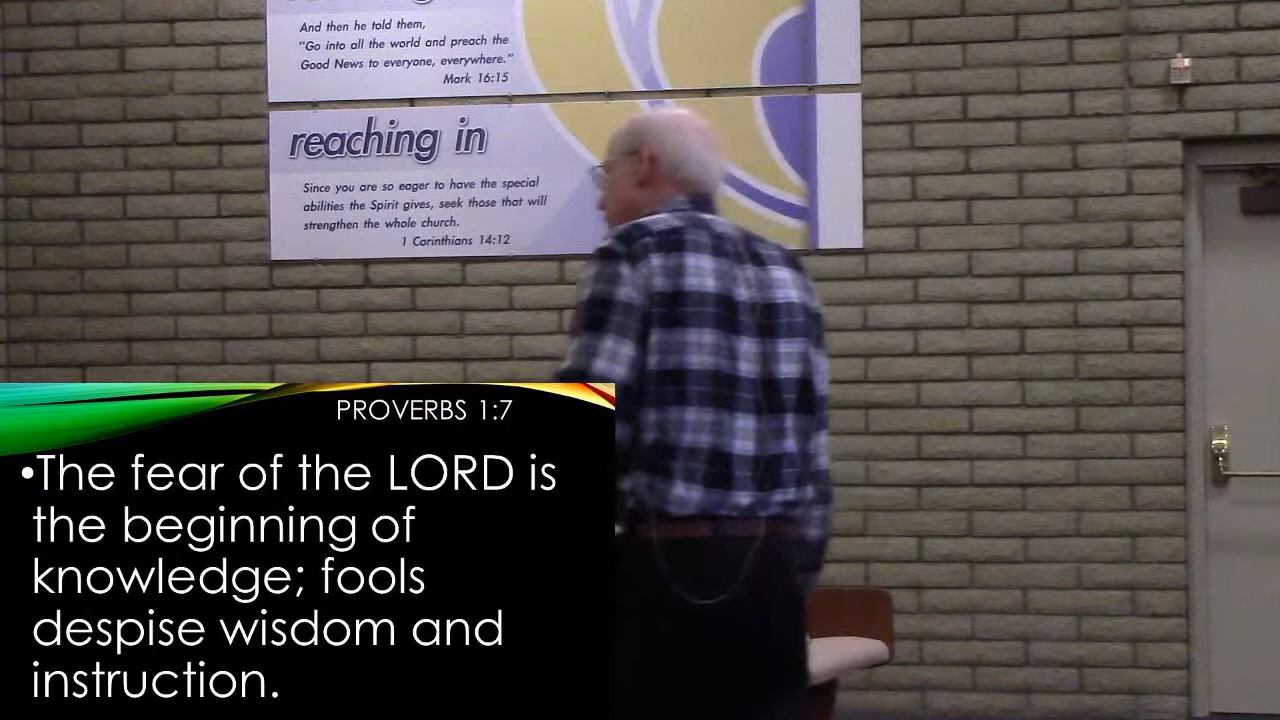 And then he told them,
"Go into all the world and preach the
Good News to everyone, everywhere."
Mark 16:15
reaching in
Since you are so eager to have the special
abilities the Spirit gives, seek those that will
strengthen the whole church.
1 Corinthians 14:12
PROVERBS 1:7
•The fear of the LORD is
the beginning of
knowledge; fools
despise wisdom and
instruction.